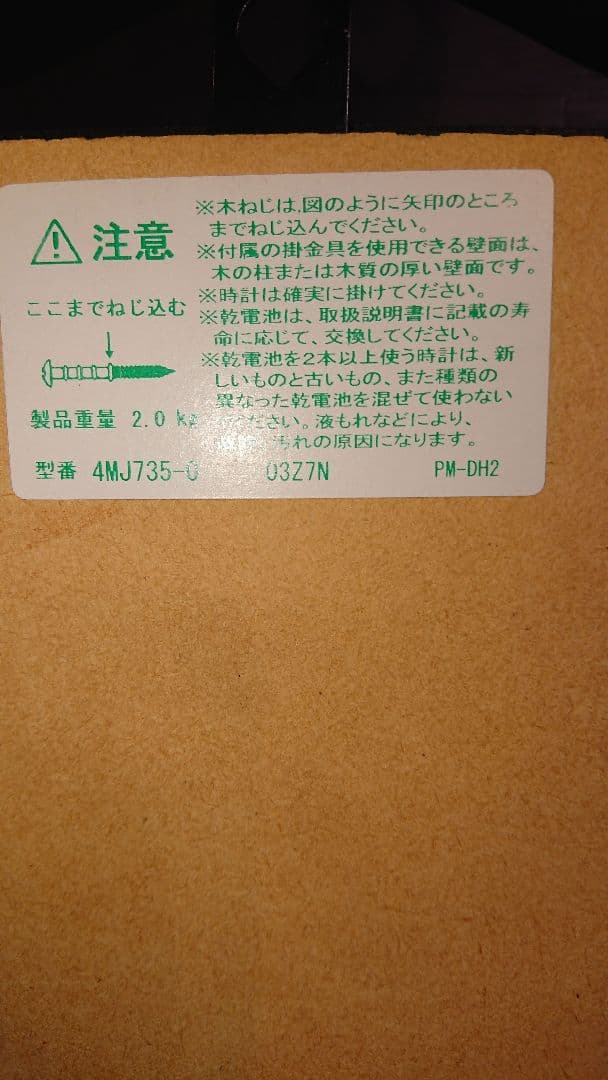 注意
ここまでねじ込む
製品重量 2.0
※木ねじは、図のように矢印のところ
までねじ込んでください。
※付属の掛金具を使用できる壁面は、
木の柱または木質の厚い壁面です。
※時計は確実に掛けてください。
※乾電池は、取扱説明書に記載の寿
命に応じて、交換してください。
※乾電池を2本以上使う時計は、新
しいものと古いもの、また種類の
異なった乾電池を混ぜて使わない
ください。液もれなどにより、
汚れの原因になります。
型番 4MJ735-0 03Z7N PM-DH2